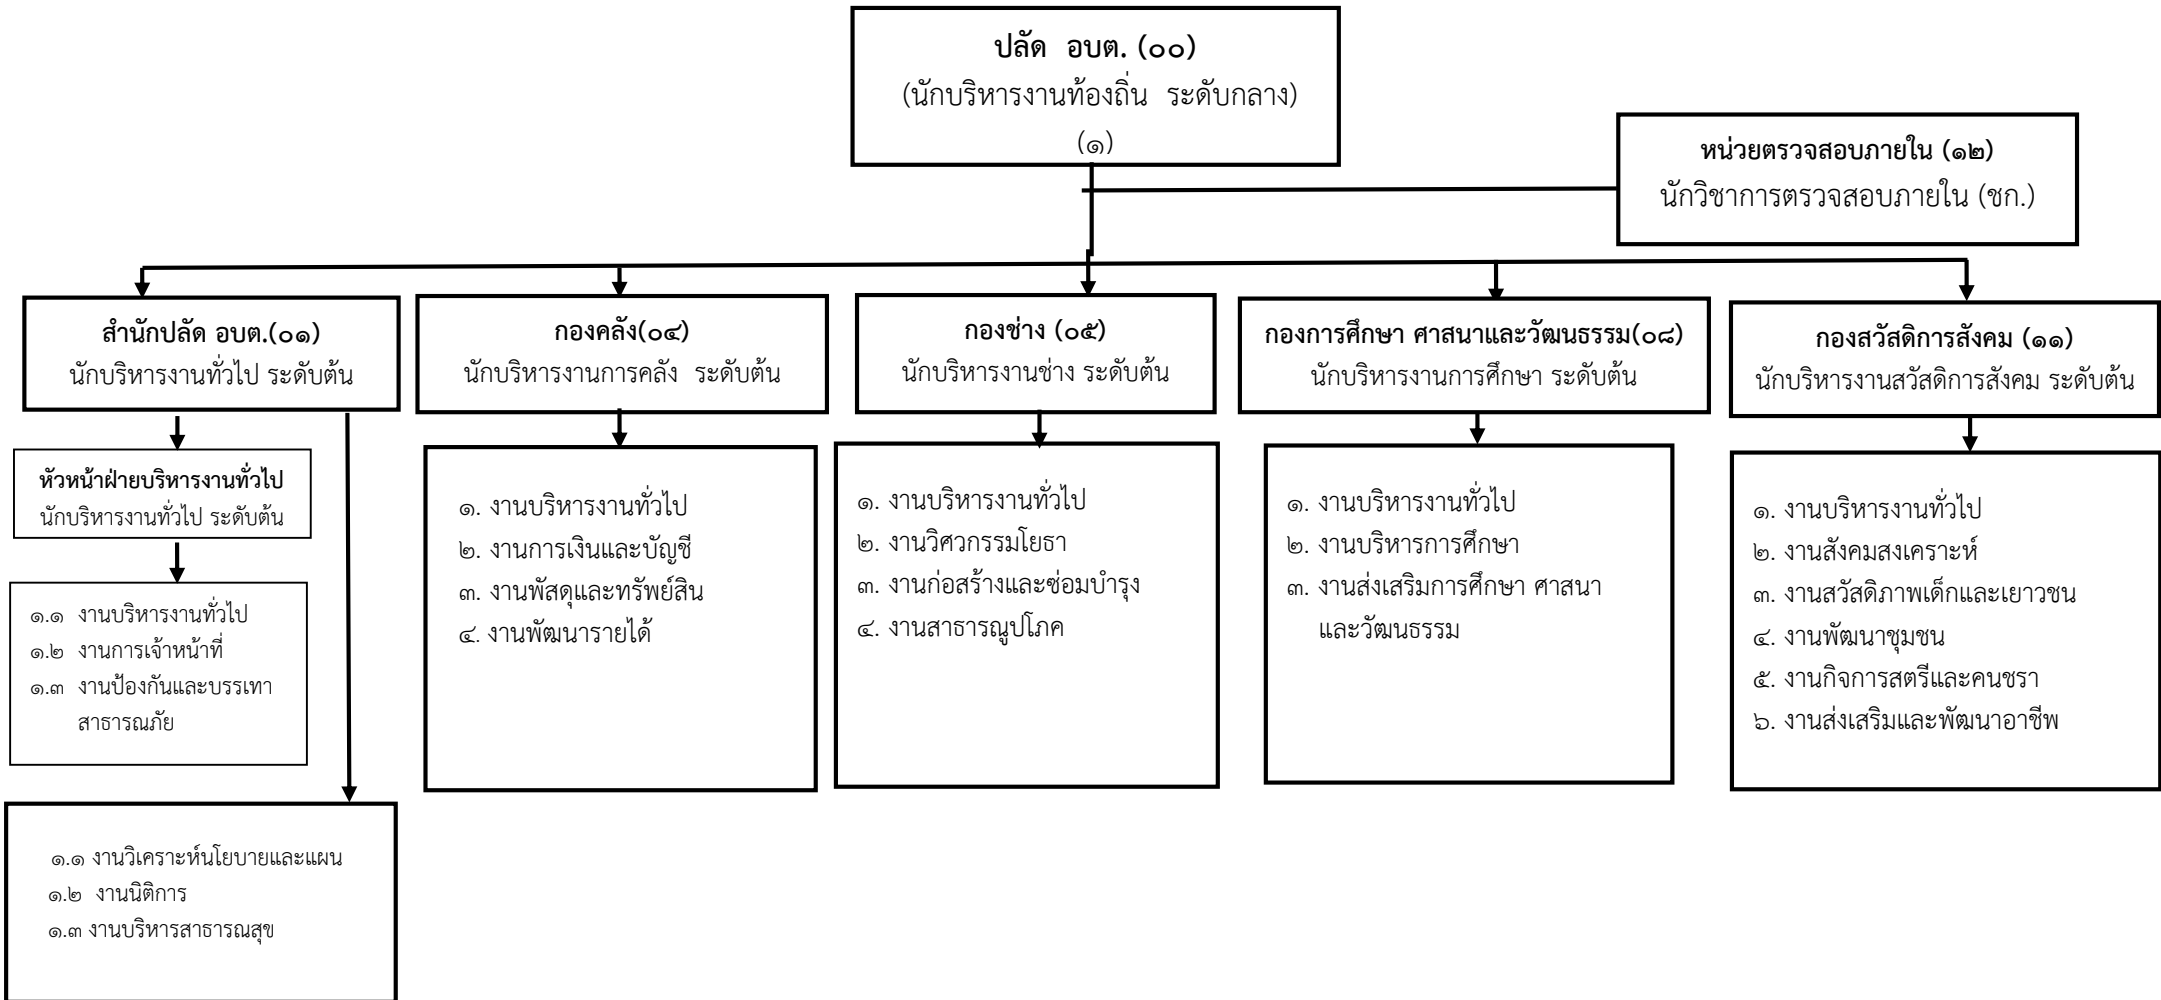 ปลัด  อบต. (๐๐)
(นักบริหารงานท้องถิ่น  ระดับกลาง)
(๑)
หน่วยตรวจสอบภายใน (๑๒)
นักวิชาการตรวจสอบภายใน (ชก.)
สำนักปลัด อบต.(๐๑)
นักบริหารงานทั่วไป ระดับต้น
กองคลัง(๐๔)
นักบริหารงานการคลัง  ระดับต้น
กองช่าง (๐๕)
นักบริหารงานช่าง ระดับต้น
กองการศึกษา ศาสนาและวัฒนธรรม(๐๘)
นักบริหารงานการศึกษา ระดับต้น
กองสวัสดิการสังคม (๑๑)
นักบริหารงานสวัสดิการสังคม ระดับต้น
หัวหน้าฝ่ายบริหารงานทั่วไป
นักบริหารงานทั่วไป ระดับต้น
๑.๑  งานบริหารงานทั่วไป
๑.๒  งานการเจ้าหน้าที่
๑.๓  งานป้องกันและบรรเทา
สาธารณภัย
๑.๑ งานวิเคราะห์นโยบายและแผน
๑.๒  งานนิติการ
๑.๓ งานบริหารสาธารณสุข
๑. งานบริหารงานทั่วไป
๒. งานการเงินและบัญชี
๓. งานพัสดุและทรัพย์สิน
๔. งานพัฒนารายได้
๑. งานบริหารงานทั่วไป
๒. งานวิศวกรรมโยธา
๓. งานก่อสร้างและซ่อมบำรุง
๔. งานสาธารณูปโภค
๑. งานบริหารงานทั่วไป
๒. งานบริหารการศึกษา
๓. งานส่งเสริมการศึกษา ศาสนา
และวัฒนธรรม
๑. งานบริหารงานทั่วไป
๒. งานสังคมสงเคราะห์
๓. งานสวัสดิภาพเด็กและเยาวชน
๔. งานพัฒนาชุมชน
๕. งานกิจการสตรีและคนชรา
๖. งานส่งเสริมและพัฒนาอาชีพ